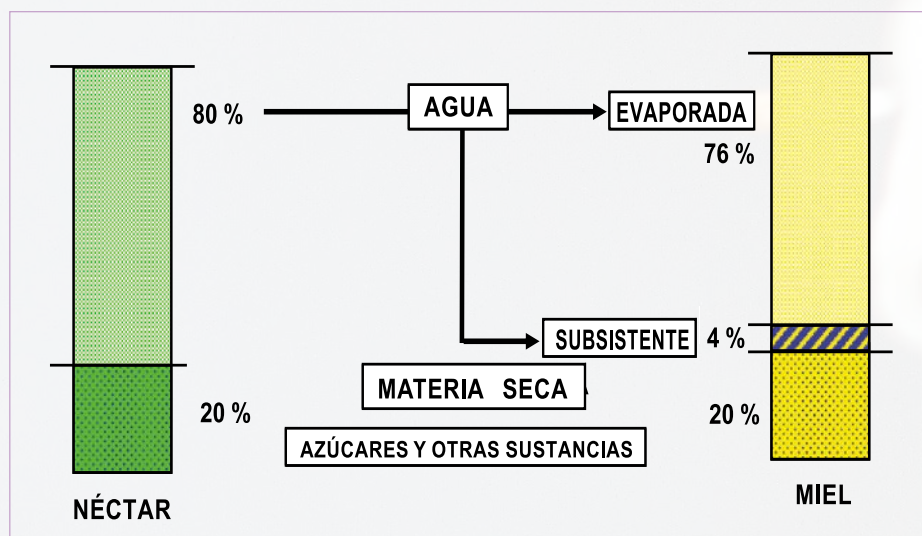 80 %
AGUA
EVAPORADA
76 %
SUBSISTENTE
4 %
MATERIA SECA
20 %
20 %
AZÚCARES Y OTRAS SUSTANCIAS
NÉCTAR
MIEL